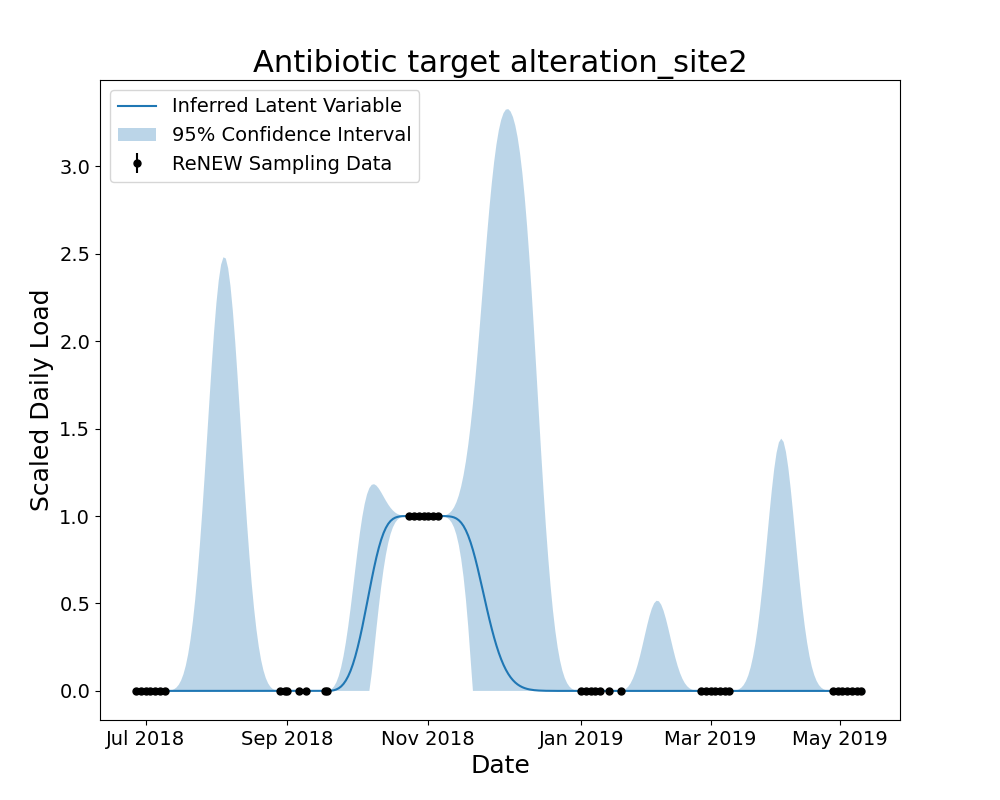 Antibiotic target alteration_site2
Inferred Latent Variable
95% Confidence Interval
ReNEW Sampling Data
Scaled Daily Load
3.0
2.5
2.0
1.5
1.0
0.5
0.0
Jul 2018 Sep 2018 Nov 2018 Jan 2019 Mar 2019 May 2019
Date